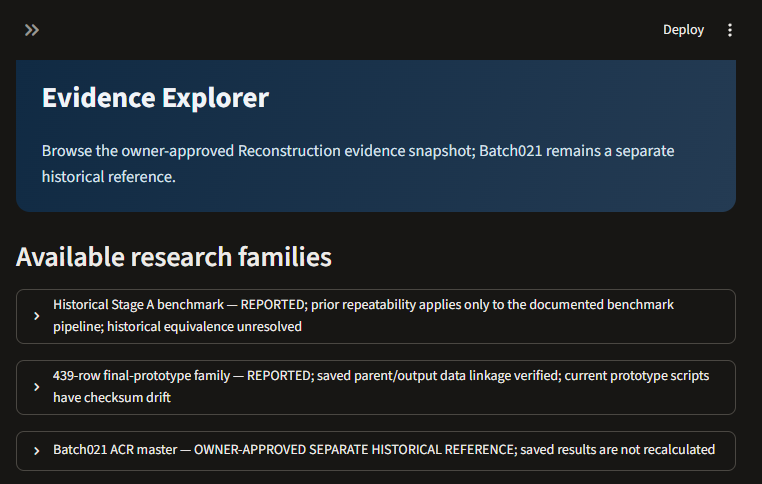 Deploy
Evidence Explorer
Browse the owner-approved Reconstruction evidence snapshot; Batch021 remains a separate
historical reference.
Available research families
Historical Stage A benchmark — REPORTED; prior repeatability applies only to the documented benchmark
pipeline; historical equivalence unresolved
439-row final-prototype family — REPORTED; saved parent/output data linkage verified; current prototype scripts
have checksum drift
Batch021 ACR master — OWNER-APPROVED SEPARATE HISTORICAL REFERENCE; saved results are not recalculated